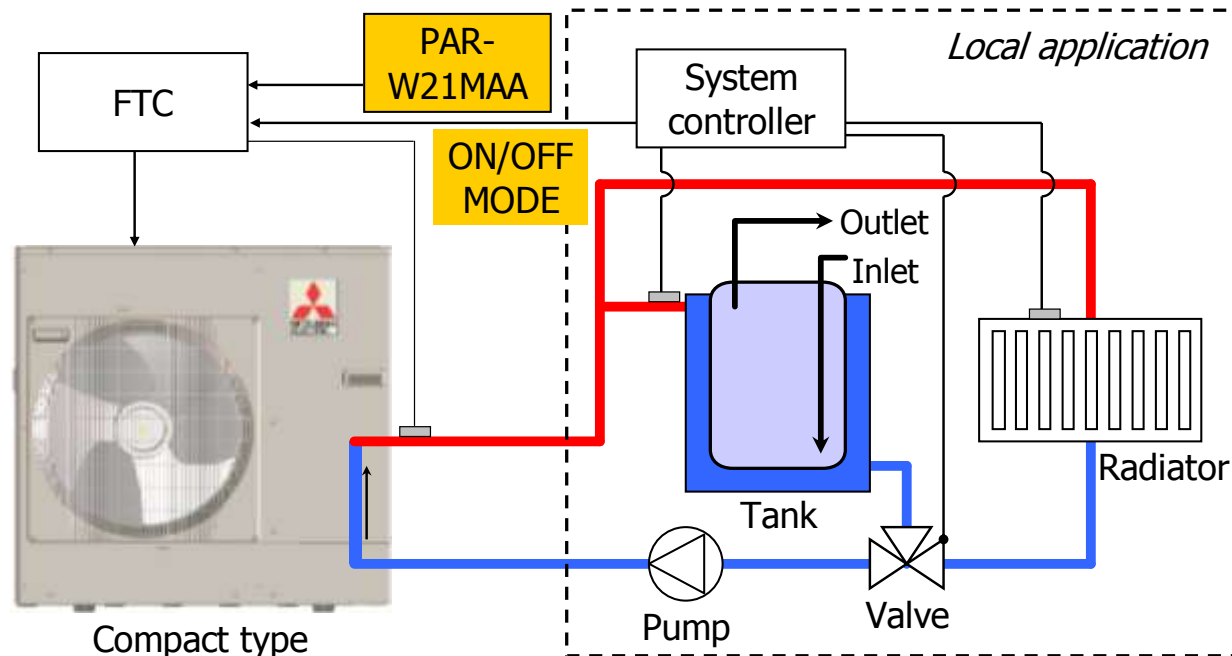 PAR-
W21MAA
Local application
FTC
System
controller
ON/OFF
MODE
Outlet
Inlet
Radiator
Tank
Valve
Pump
Compact type